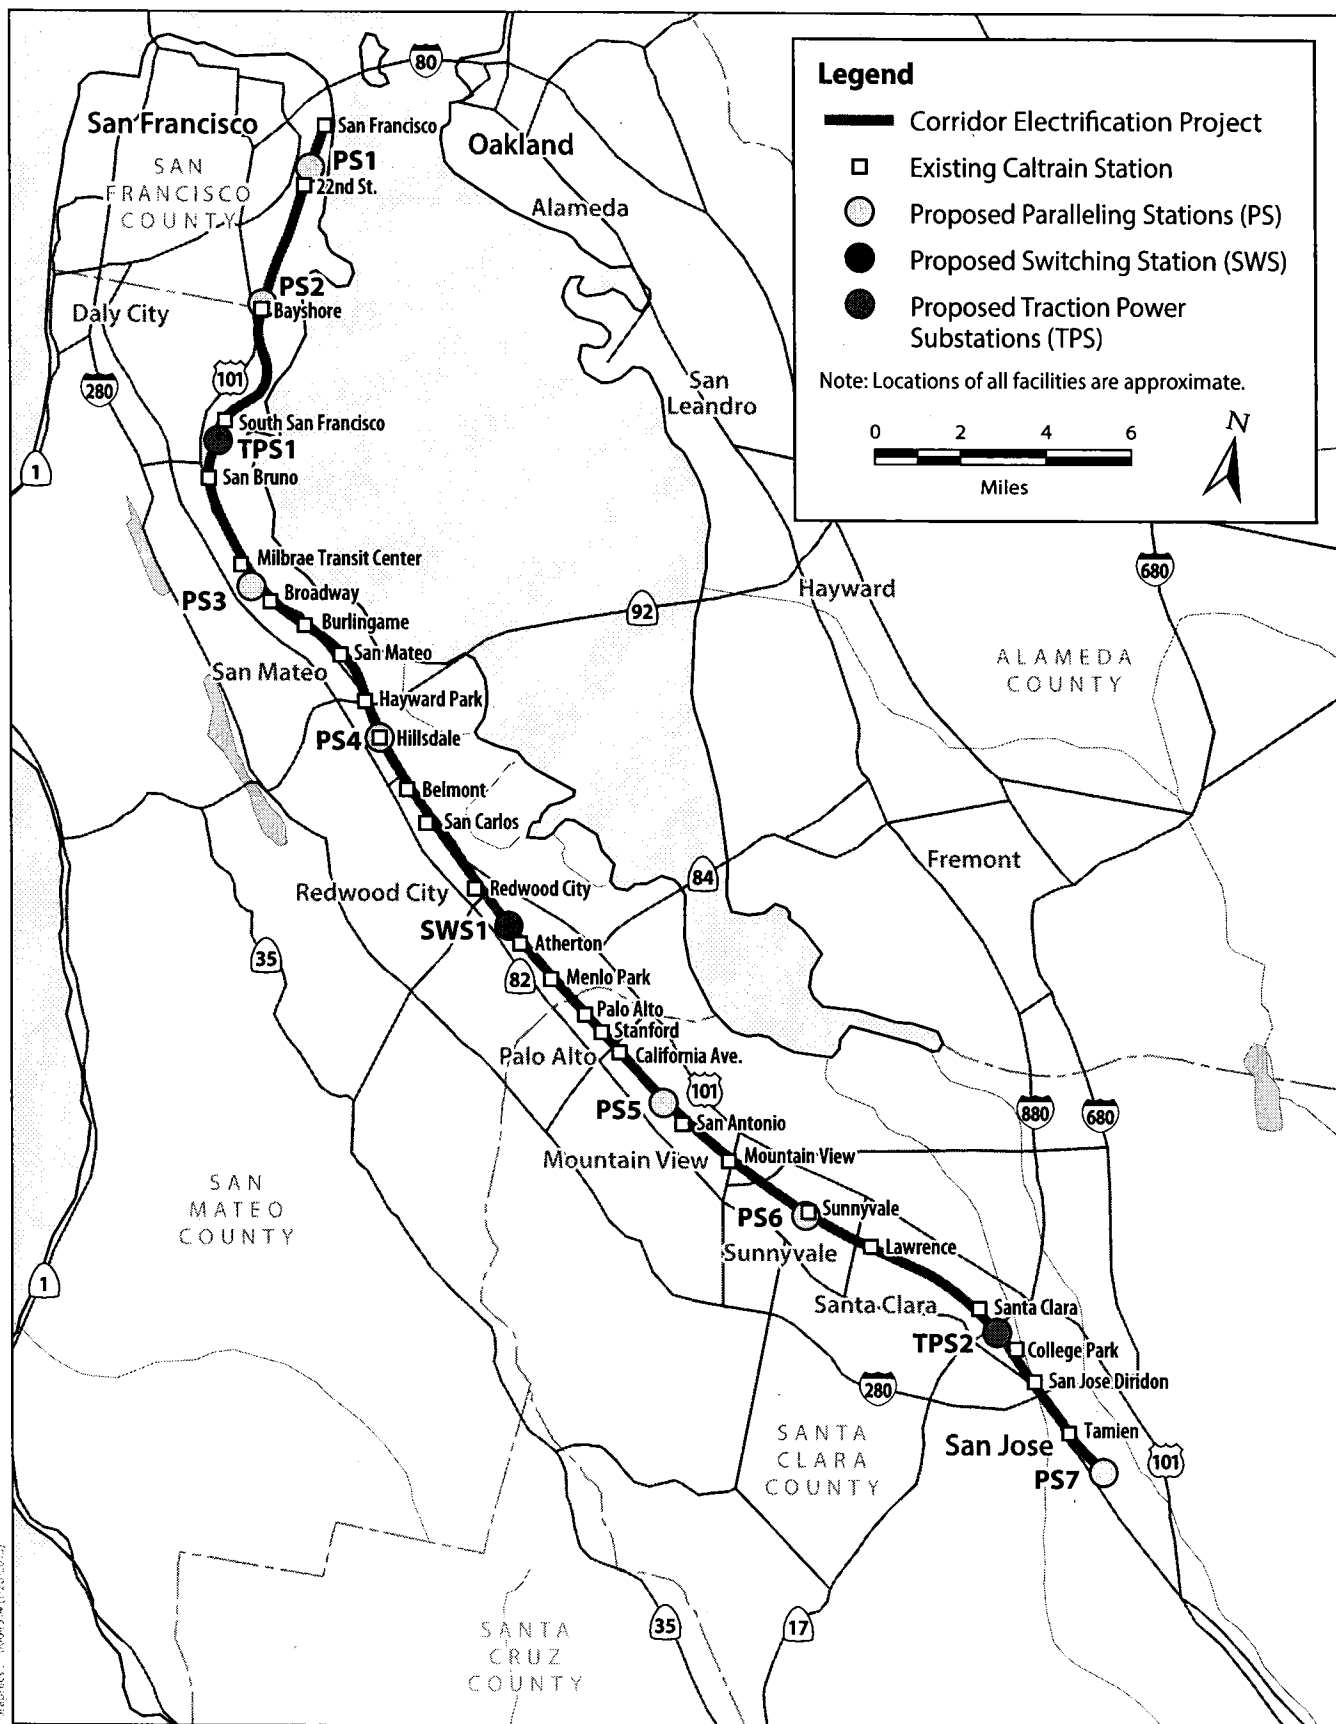 Legend
Corridor Electrification Project
Existing Caltrain Station
Proposed Paralleling Stations (PS)
Proposed Switching Station (SWS)
Proposed Traction Power
Substations (TPS)
Note: Locations of all facilities are approximate.
0 2 4 6
Miles
N
80
San Francisco
San Francisco
Oakland
PS1
SAN
FRANCISCO
COUNTY
22nd St.
Alameda
PS2
Bayshore
Daly City
101
280
San
Leandro
South San Francisco
TPS1
1
San Bruno
Milbrae Transit Center
680
PS3
Broadway
Hayward
92
Burlingame
San Mateo
San Mateo
ALAMEDA
COUNTY
Hayward Park
PS4
Hillsdale
Belmont
San Carlos
Fremont
84
Redwood City
Redwood City
SWS1
Atherton
35
82
Menlo Park
Palo Alto
Stanford
Palo Alto
California Ave.
101
PS5
880
680
San Antonio
Mountain View
Mountain View
SAN
MATEO
COUNTY
PS6
Sunnyvale
Sunnyvale
Lawrence
1
Santa Clara
Santa Clara
TPS2
College Park
San Jose Diridon
280
SANTA
CLARA
COUNTY
Tamien
San Jose
PS7
101
SANTA
CRUZ
COUNTY
35
17